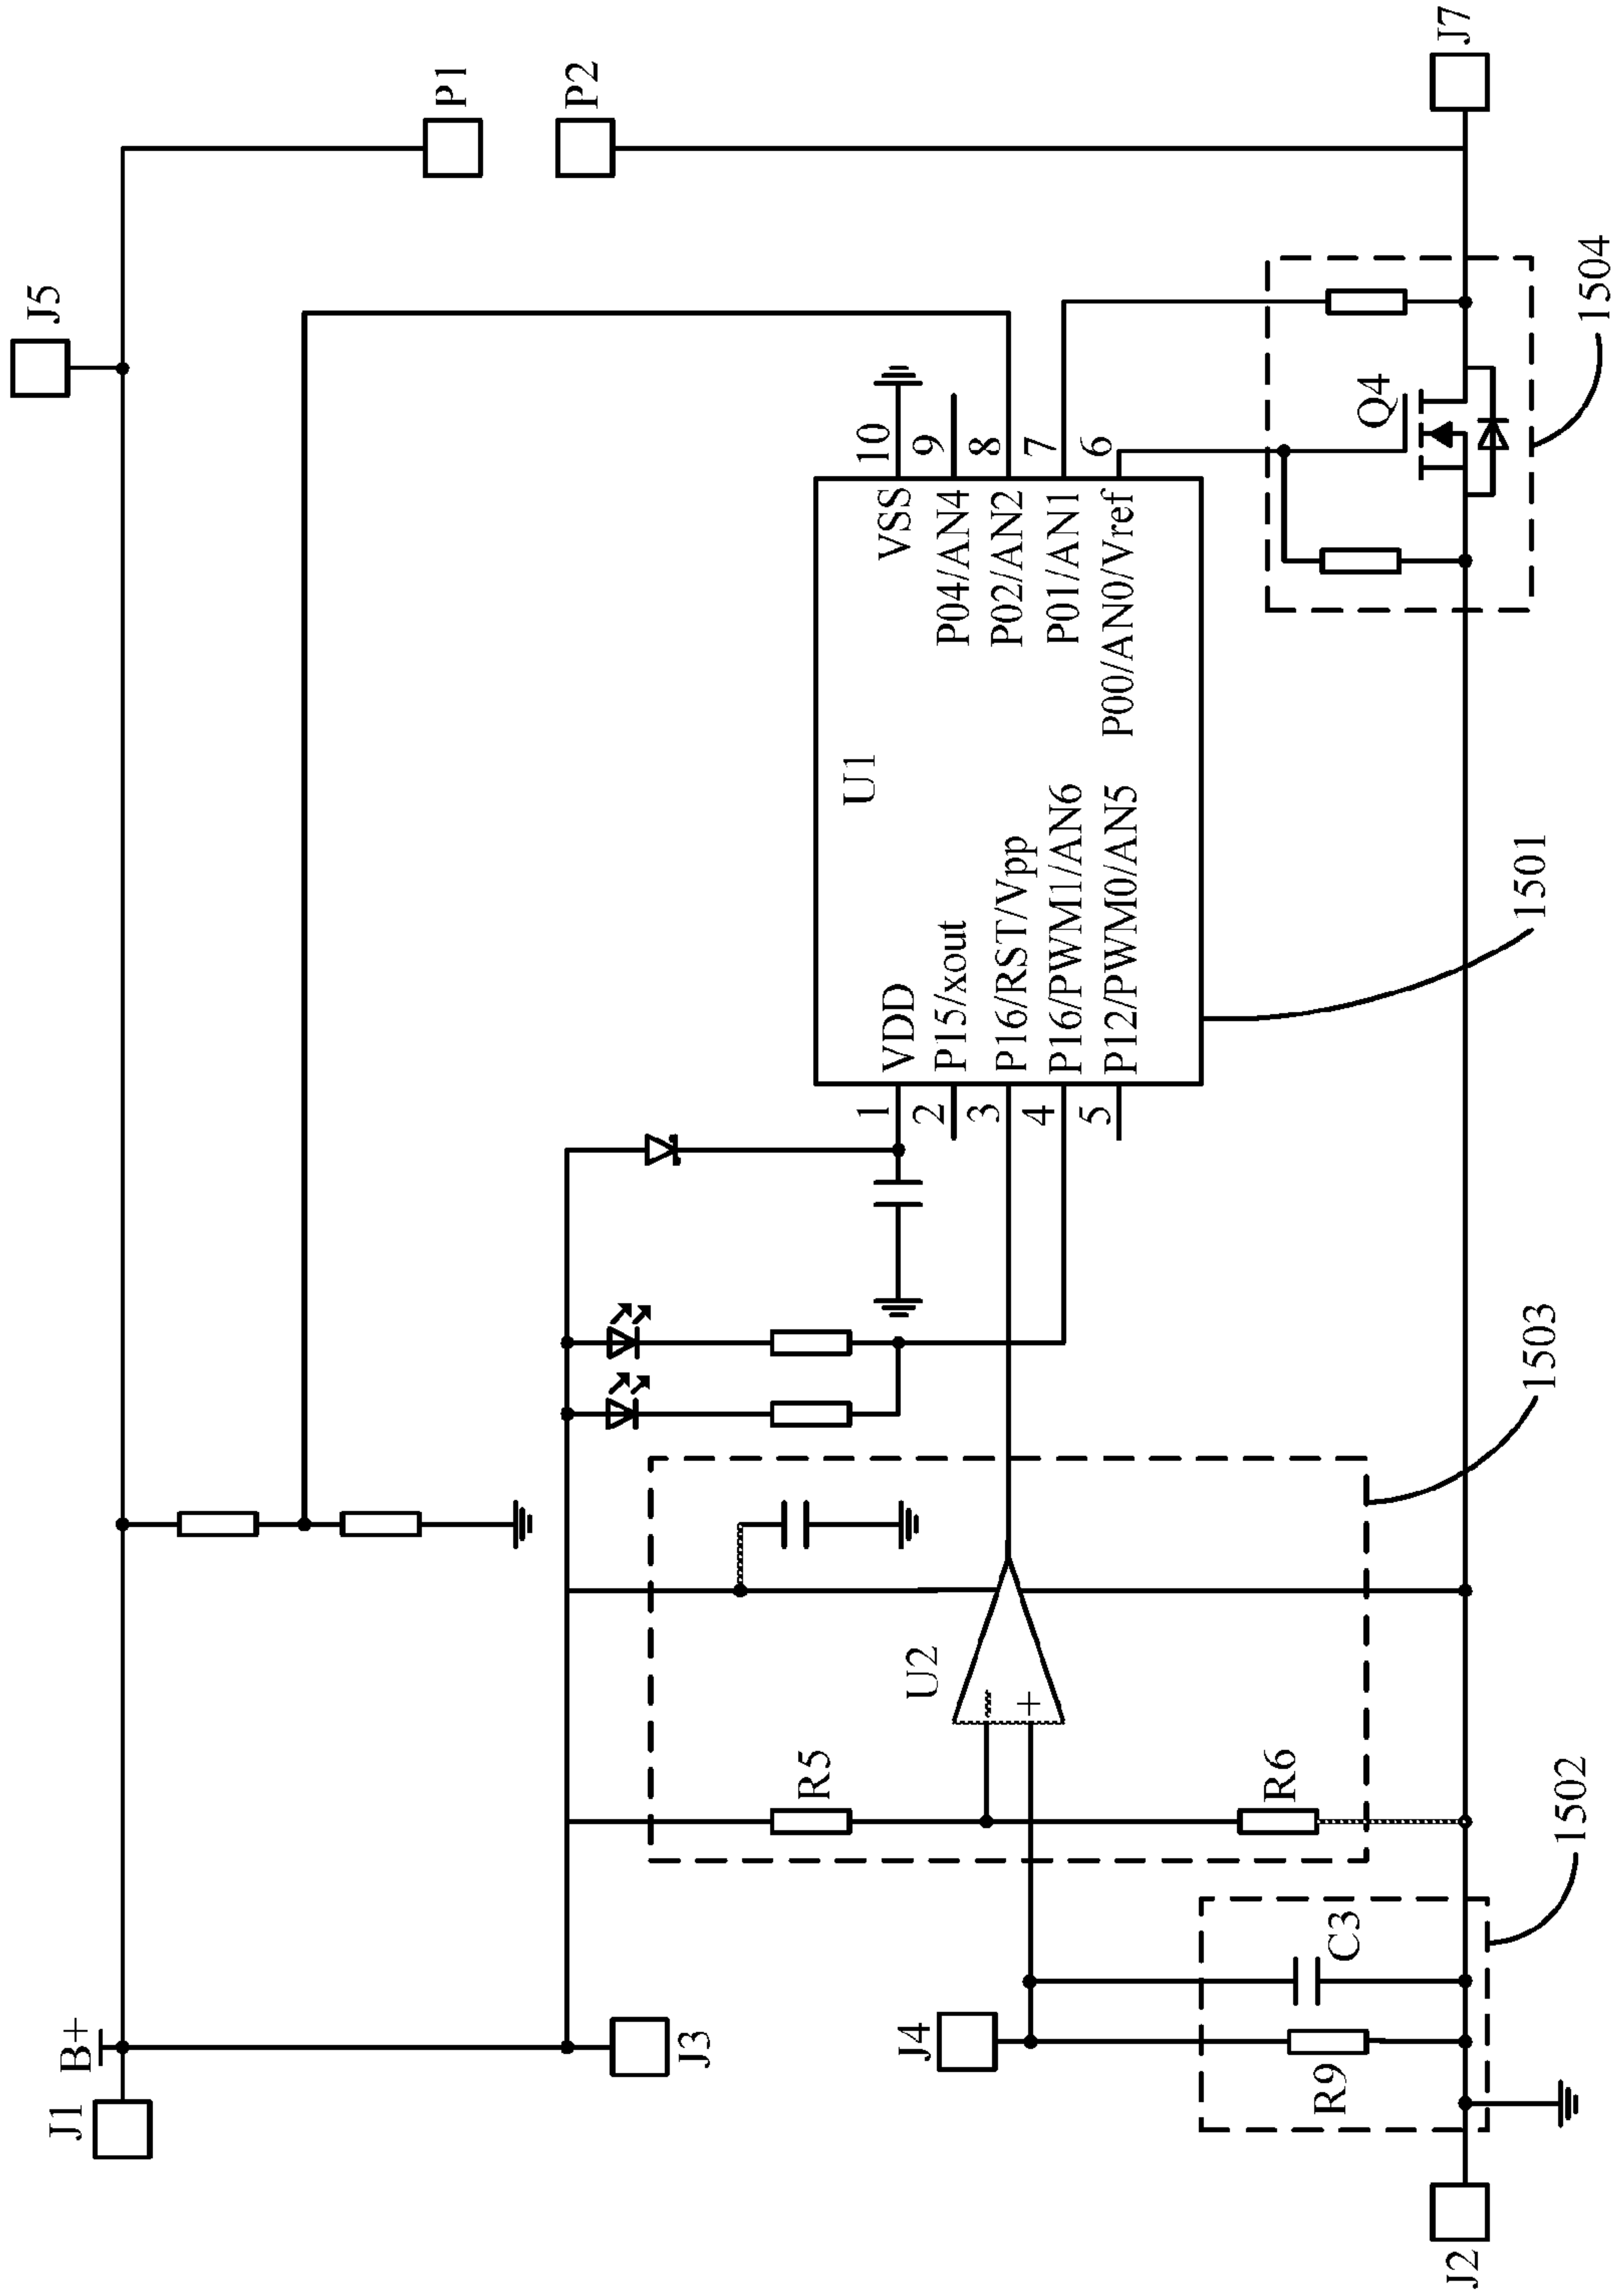 J5
P1
P2
J7
B+
J1
J3
J4
J2
10
9
8
7
6
VSS
P04/AN4
P02/AN2
P01/AN1
P00/AN0/Vref
U1
VDD
P15/xout
P16/RST/Vpp
P16/PWM1/AN6
P12/PWM0/AN5
1
2
3
4
5
Q4
1504
1501
U2
−
+
R5
R6
1503
C3
R9
1502